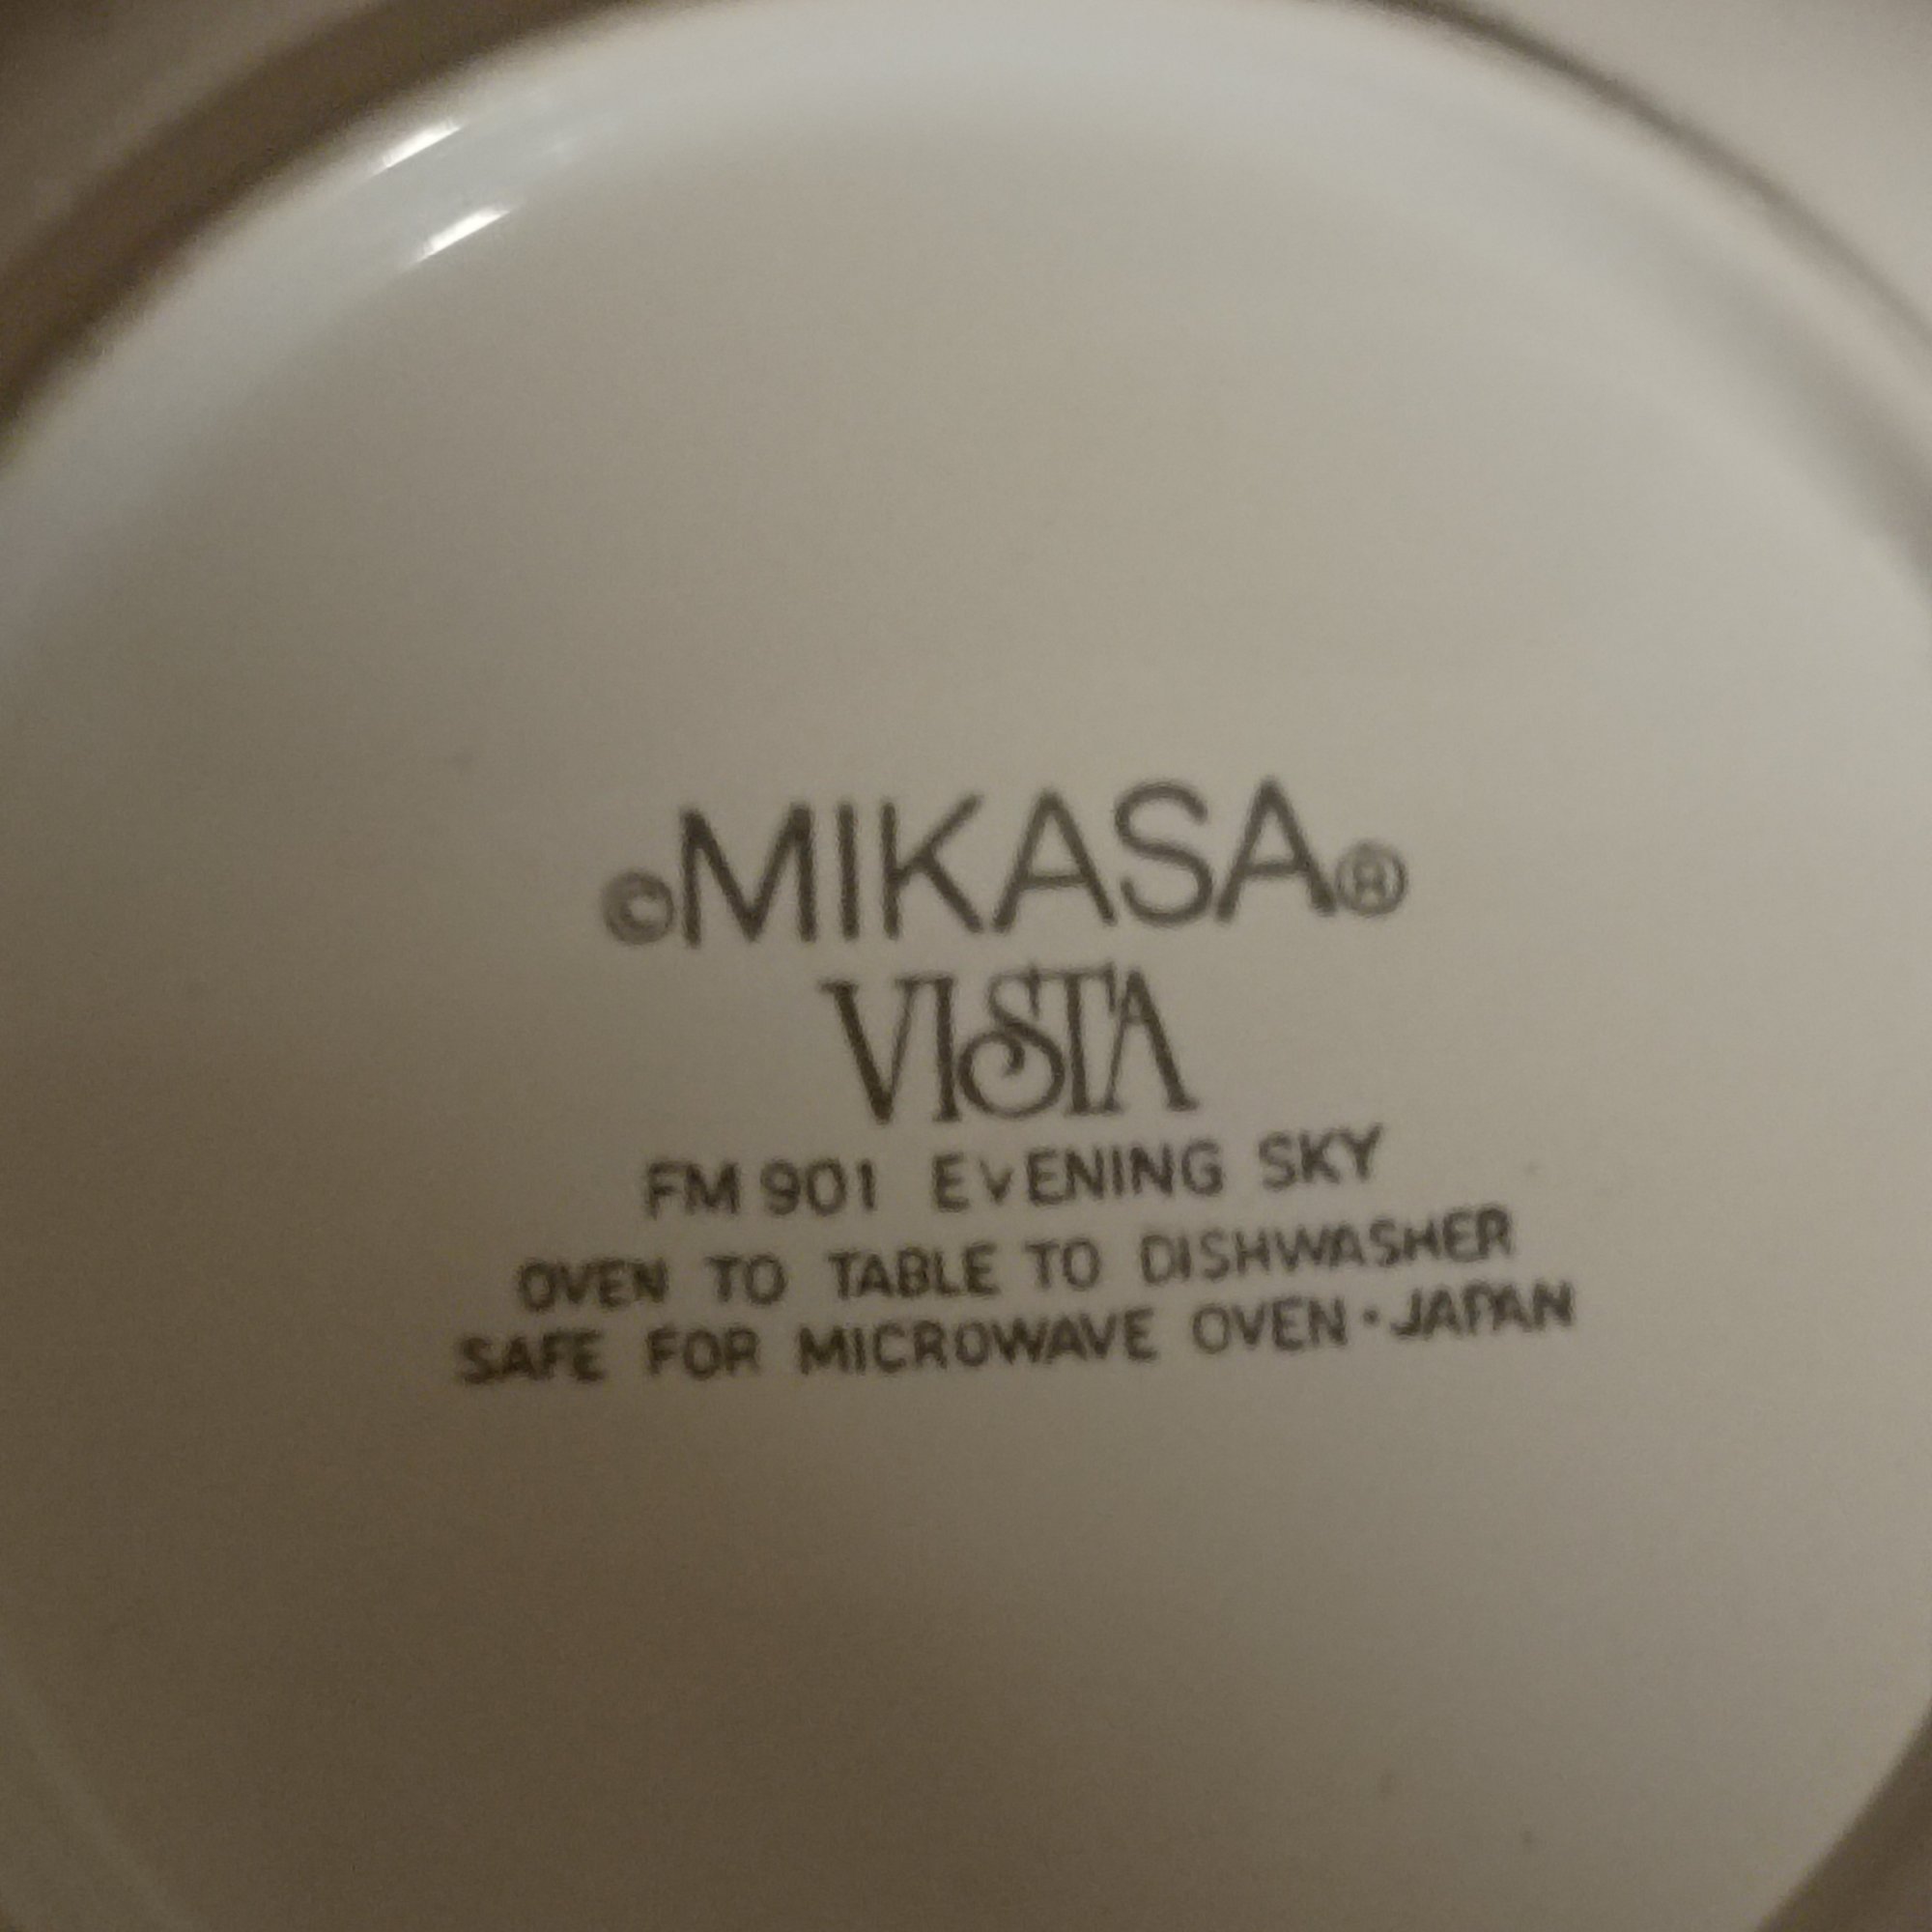 ©MIKASA®
VISTA
FM 901 EVENING SKY
OVEN TO TABLE TO DISHWASHER
SAFE FOR MICROWAVE OVEN·JAPAN